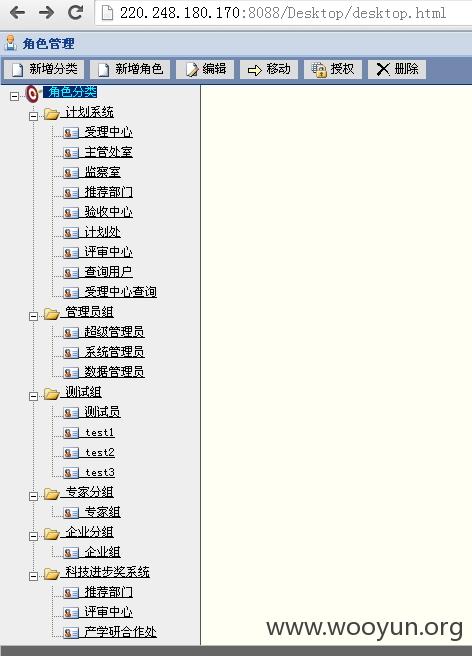 220.248.180.170:8088/Desktop/desktop.html
角色管理
新增分类 新增角色 编辑 移动 授权 删除
角色分类
计划系统
受理中心
主管处室
监察室
推荐部门
验收中心
计划处
评审中心
查询用户
受理中心查询
管理员组
超级管理员
系统管理员
数据管理员
测试组
测试员
test1
test2
test3
专家分组
专家组
企业分组
企业组
科技进步奖系统
推荐部门
评审中心
产学研合作处
www.wooyun.org